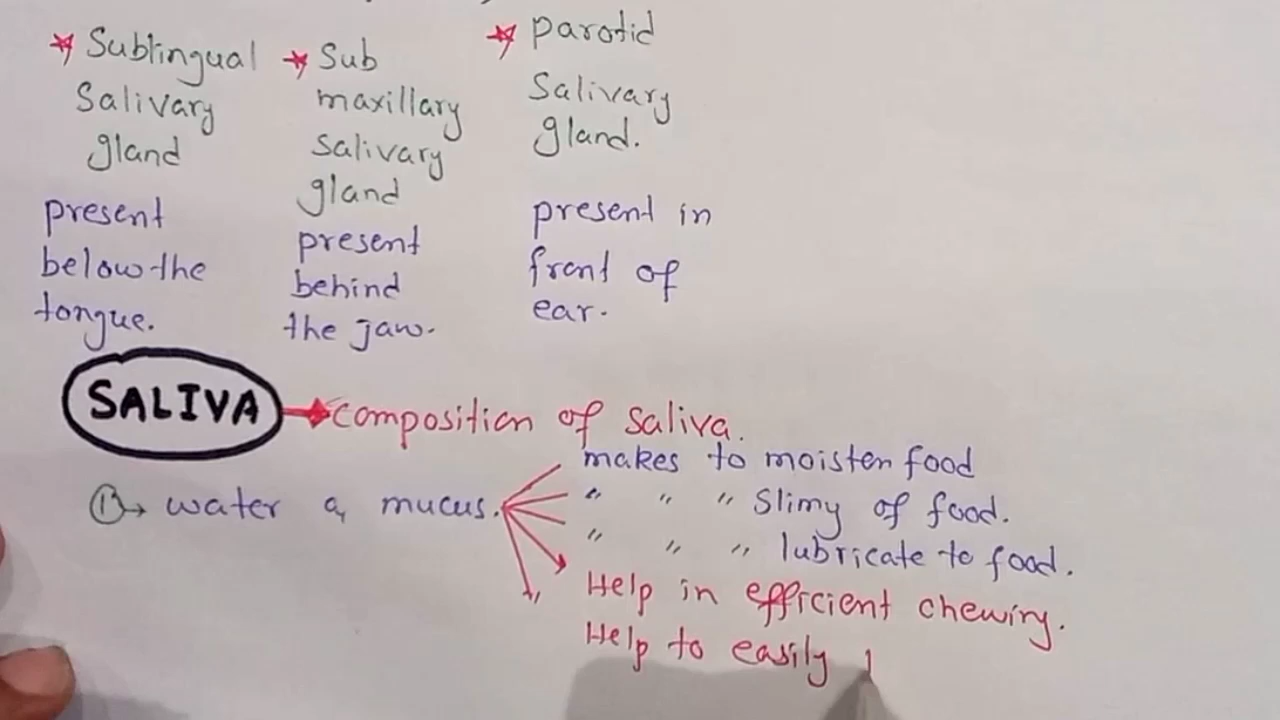 Sublingual
Salivary
gland
present
below the
tongue.
Sub
maxillary
salivary
gland
present
behind
the jaw.
parotid
Salivary
gland.
present in
front of
ear.
SALIVA
composition of saliva.
1 → water & mucus.
makes to moisten food
" " " Slimy of food.
" " " lubricate to food.
Help in efficient chewing.
Help to easily